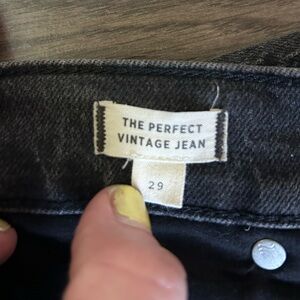 THE PERFECT
VINTAGE JEAN
29